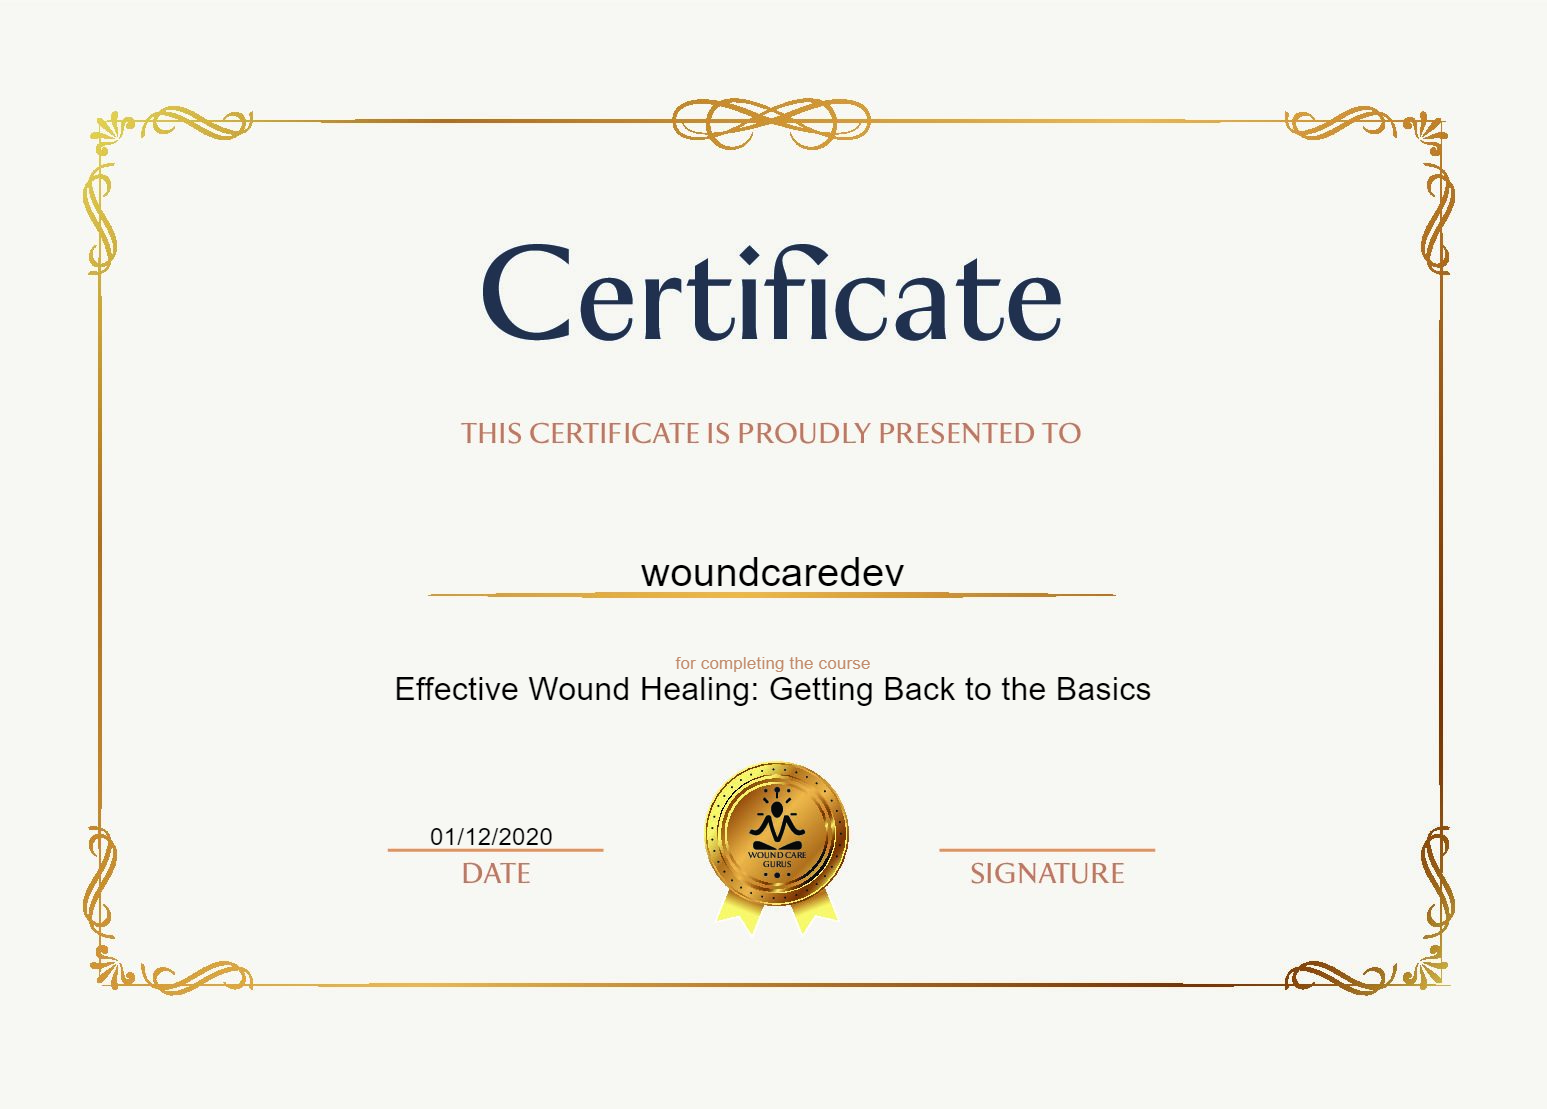 Certificate
THIS CERTIFICATE IS PROUDLY PRESENTED TO
woundcaredev
for completing the course
Effective Wound Healing: Getting Back to the Basics
01/12/2020
DATE
WOUND CARE
GURUS
SIGNATURE